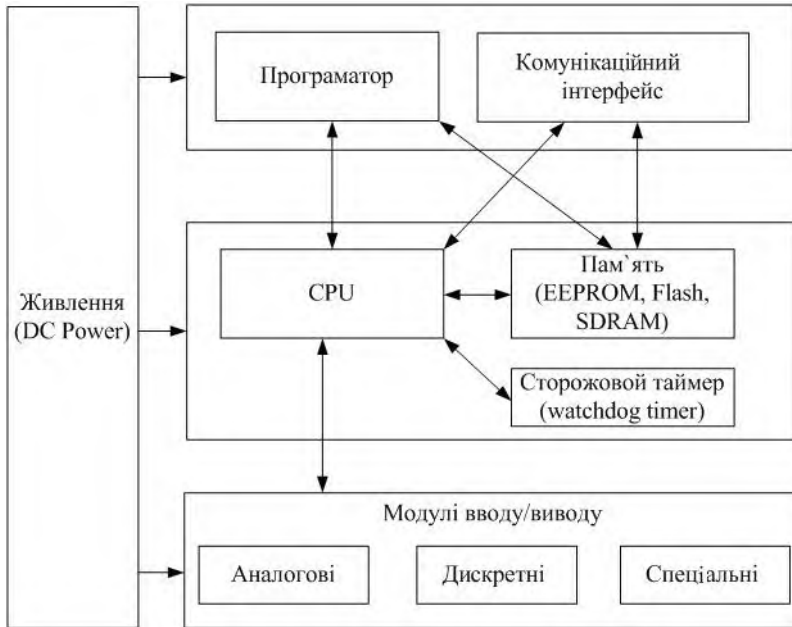 Програматор
Комунікаційний
інтерфейс
Живлення
(DC Power)
CPU
Пам`ять
(EEPROM, Flash,
SDRAM)
Сторожовой таймер
(watchdog timer)
Модулі вводу/виводу
Аналогові
Дискретні
Спеціальні